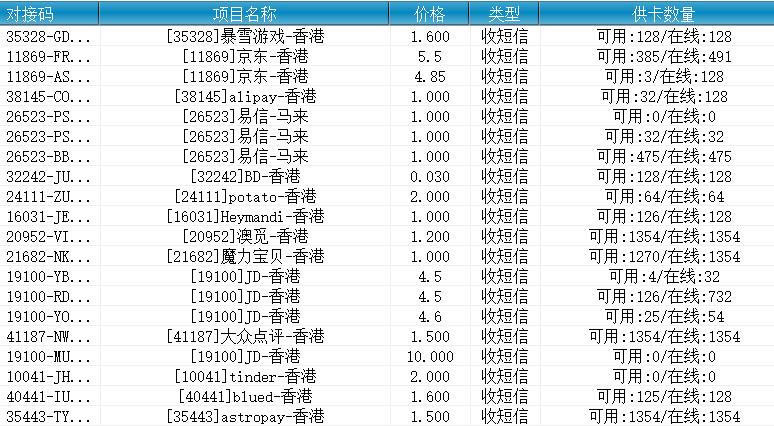 对接码 项目名称 价格 类型 供卡数量
35328-GD... [35328]暴雪游戏-香港 1.600 收短信 可用:128/在线:128
11869-FR... [11869]京东-香港 5.5 收短信 可用:385/在线:491
11869-AS... [11869]京东-香港 4.85 收短信 可用:3/在线:128
38145-CO... [38145]alipay-香港 1.000 收短信 可用:32/在线:128
26523-PS... [26523]易信-马来 1.000 收短信 可用:0/在线:0
26523-PS... [26523]易信-马来 1.000 收短信 可用:32/在线:32
26523-BB... [26523]易信-马来 1.000 收短信 可用:475/在线:475
32242-JU... [32242]BD-香港 0.030 收短信 可用:128/在线:128
24111-ZU... [24111]potato-香港 2.000 收短信 可用:64/在线:64
16031-JE... [16031]Heymandi-香港 1.000 收短信 可用:126/在线:128
20952-VI... [20952]澳觅-香港 1.200 收短信 可用:1354/在线:1354
21682-NK... [21682]魔力宝贝-香港 1.000 收短信 可用:1270/在线:1354
19100-YB... [19100]JD-香港 4.5 收短信 可用:4/在线:32
19100-RD... [19100]JD-香港 4.5 收短信 可用:126/在线:732
19100-YO... [19100]JD-香港 4.6 收短信 可用:25/在线:54
41187-NW... [41187]大众点评-香港 1.500 收短信 可用:1354/在线:1354
19100-MU... [19100]JD-香港 10.000 收短信 可用:0/在线:0
10041-JH... [10041]tinder-香港 2.000 收短信 可用:0/在线:0
40441-IU... [40441]blued-香港 1.600 收短信 可用:125/在线:128
35443-TY... [35443]astropay-香港 1.500 收短信 可用:1354/在线:1354